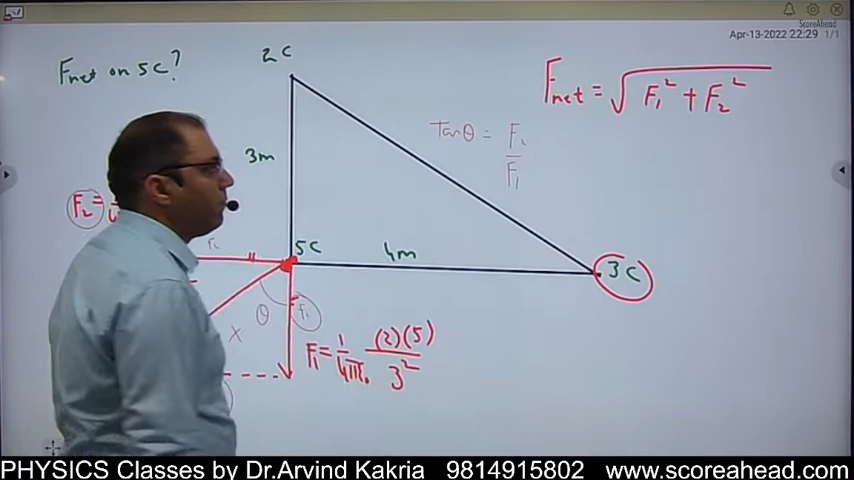 ScoreAhead
Apr-13-2022 22:29 1/1
Fnet on 5C?
2C
Fnet = √F₁² + F₂²
Tanθ = F₂/F₁
3m
F₂ =
5C
4m
3C
θ
F₁
x
F₁ = 1/4π (2)(5)/3²
PHYSICS Classes by Dr.Arvind Kakria 9814915802 www.scoreahead.com